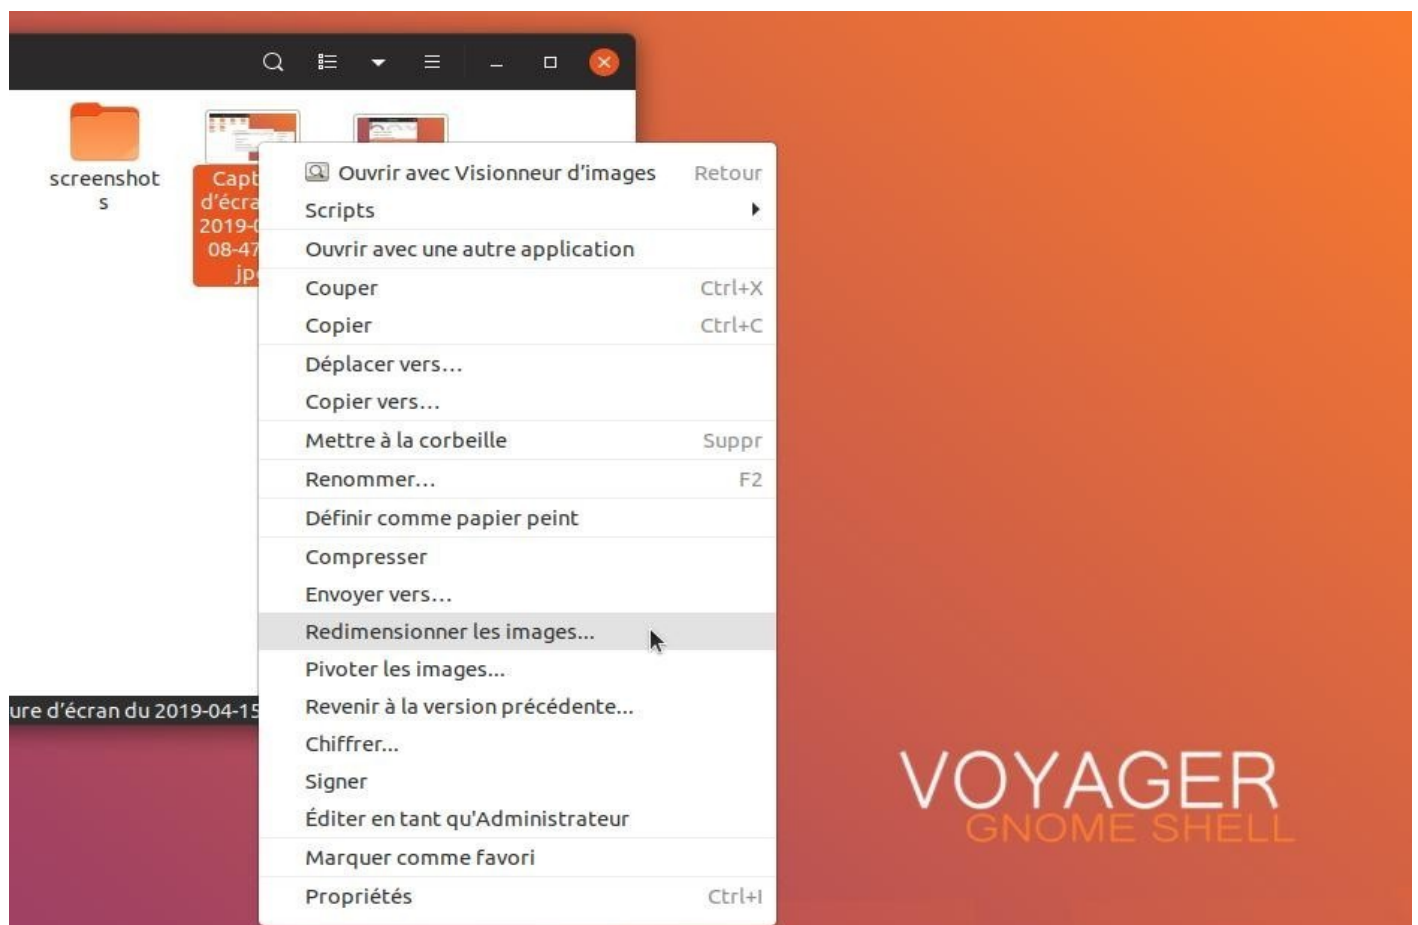 screenshot
s
Capt
d'écra
2019-0
08-47
jp
Ouvrir avec Visionneur d'images Retour
Scripts
Ouvrir avec une autre application
Couper Ctrl+X
Copier Ctrl+C
Déplacer vers…
Copier vers…
Mettre à la corbeille Suppr
Renommer… F2
Définir comme papier peint
Compresser
Envoyer vers…
Redimensionner les images...
Pivoter les images...
Revenir à la version précédente...
Chiffrer...
Signer
Éditer en tant qu'Administrateur
Marquer comme favori
Propriétés Ctrl+I
ure d'écran du 2019-04-15
VOYAGER
GNOME SHELL